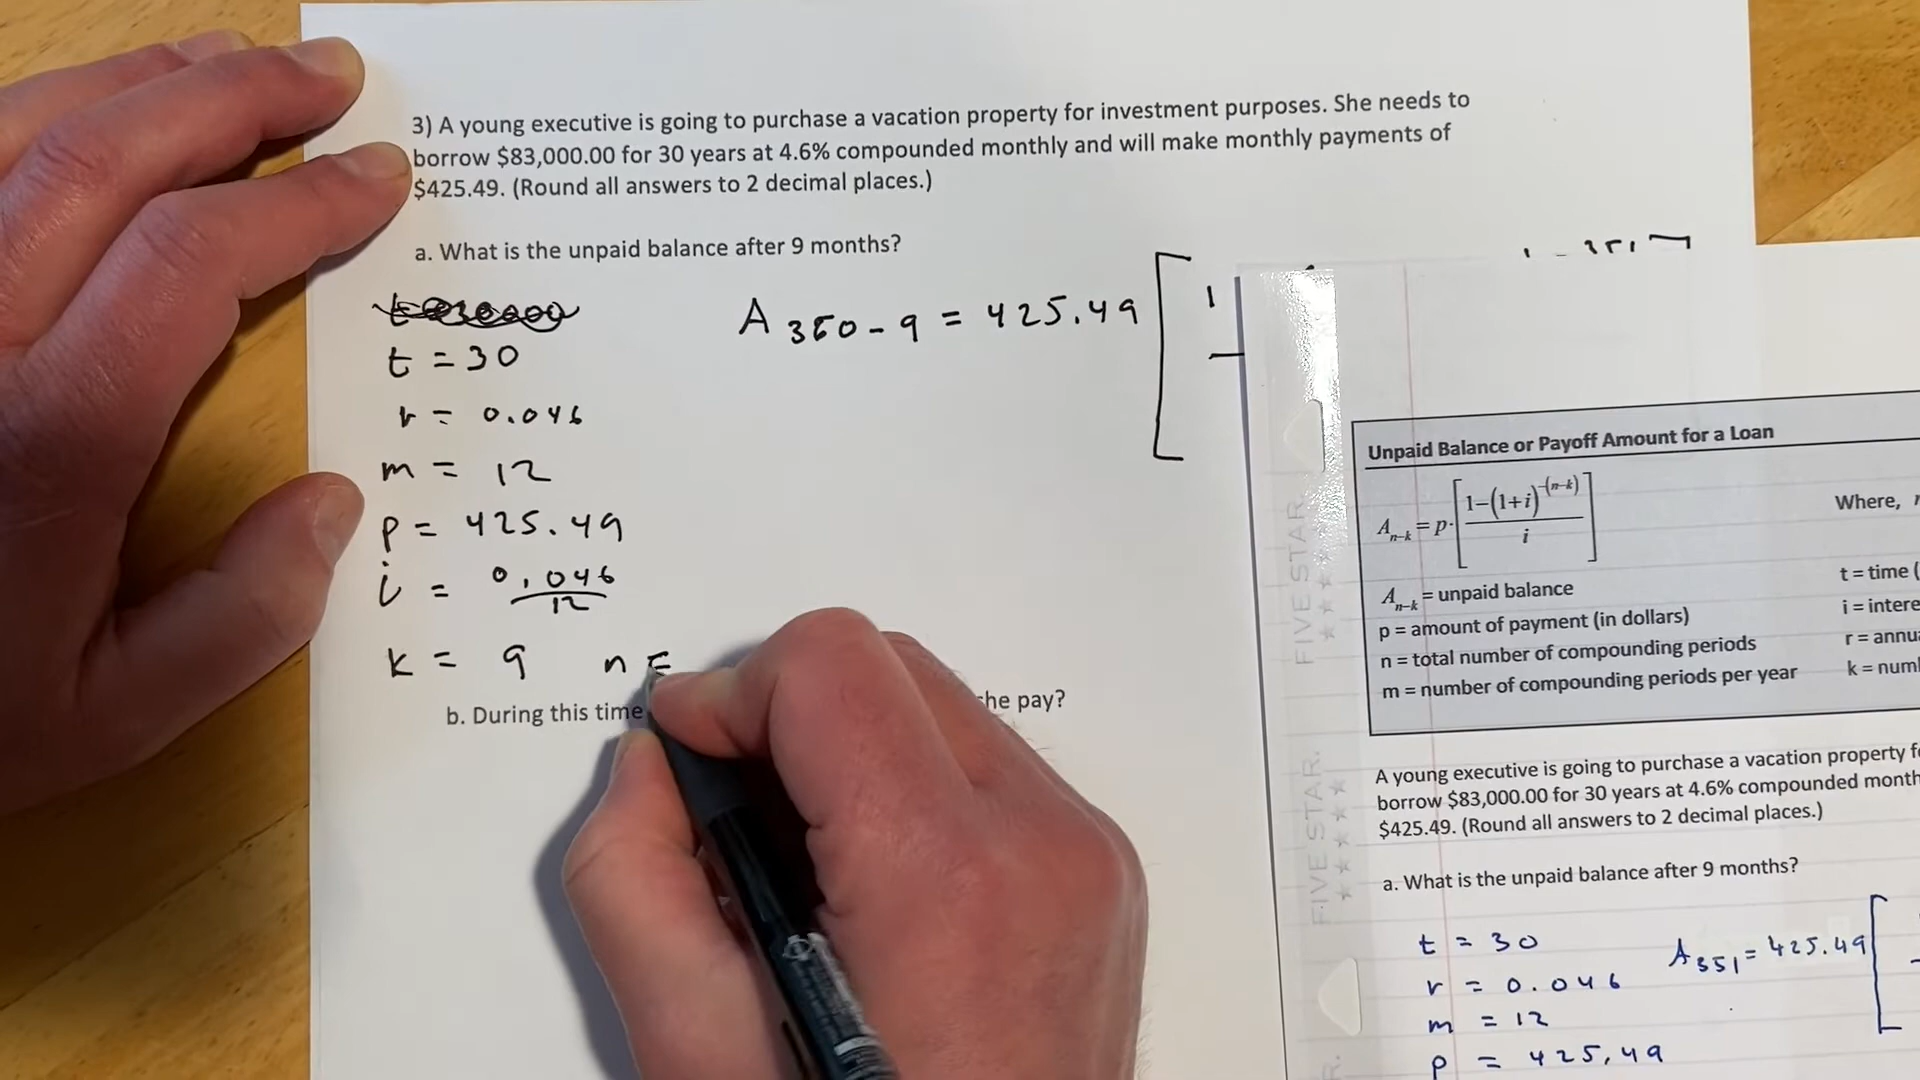 3) A young executive is going to purchase a vacation property for investment purposes. She needs to
borrow $83,000.00 for 30 years at 4.6% compounded monthly and will make monthly payments of
$425.49. (Round all answers to 2 decimal places.)
a. What is the unpaid balance after 9 months?
A 360-9 = 425.49 [ 1
t = 30
r = 0.046
m = 12
p = 425.49
i = 0.046/12
k = 9 n =
b. During this time
he pay?
FIVE STAR.
FIVE STAR.
Unpaid Balance or Payoff Amount for a Loan
A_{n-k} = p·[1-(1+i)^{-(n-k)} / i]
Where,
A_{n-k} = unpaid balance
p = amount of payment (in dollars)
n = total number of compounding periods
m = number of compounding periods per year
t = time (
i = intere
r = annu
k = num
A young executive is going to purchase a vacation property f
borrow $83,000.00 for 30 years at 4.6% compounded month
$425.49. (Round all answers to 2 decimal places.)
a. What is the unpaid balance after 9 months?
t = 30
r = 0.046
m = 12
p = 425.49
A 351 = 425.49 [